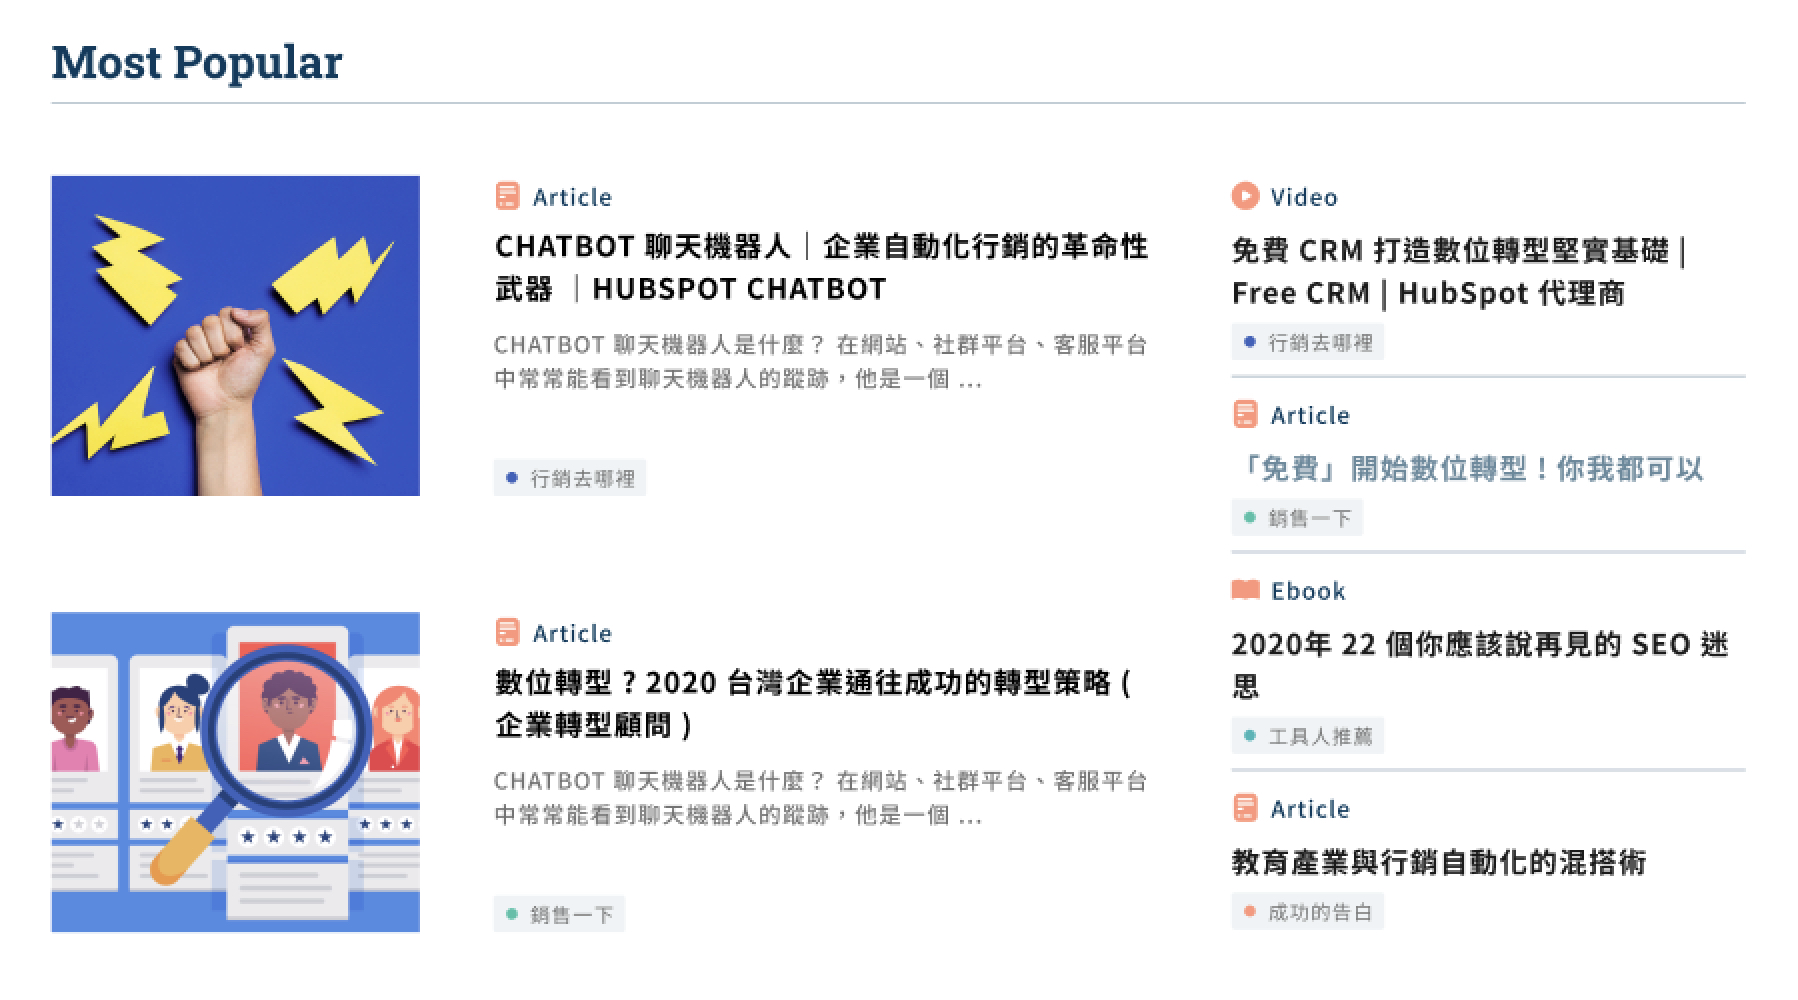 Most Popular
Article
CHATBOT 聊天機器人｜企業自動化行銷的革命性
武器 ｜HUBSPOT CHATBOT
CHATBOT 聊天機器人是什麼？ 在網站、社群平台、客服平台
中常常能看到聊天機器人的蹤跡，他是一個 ...
行銷去哪裡
Article
數位轉型？2020 台灣企業通往成功的轉型策略 (
企業轉型顧問 )
CHATBOT 聊天機器人是什麼？ 在網站、社群平台、客服平台
中常常能看到聊天機器人的蹤跡，他是一個 ...
銷售一下
Video
免費 CRM 打造數位轉型堅實基礎 |
Free CRM | HubSpot 代理商
行銷去哪裡
Article
「免費」開始數位轉型！你我都可以
銷售一下
Ebook
2020年 22 個你應該說再見的 SEO 迷
思
工具人推薦
Article
教育產業與行銷自動化的混搭術
成功的告白